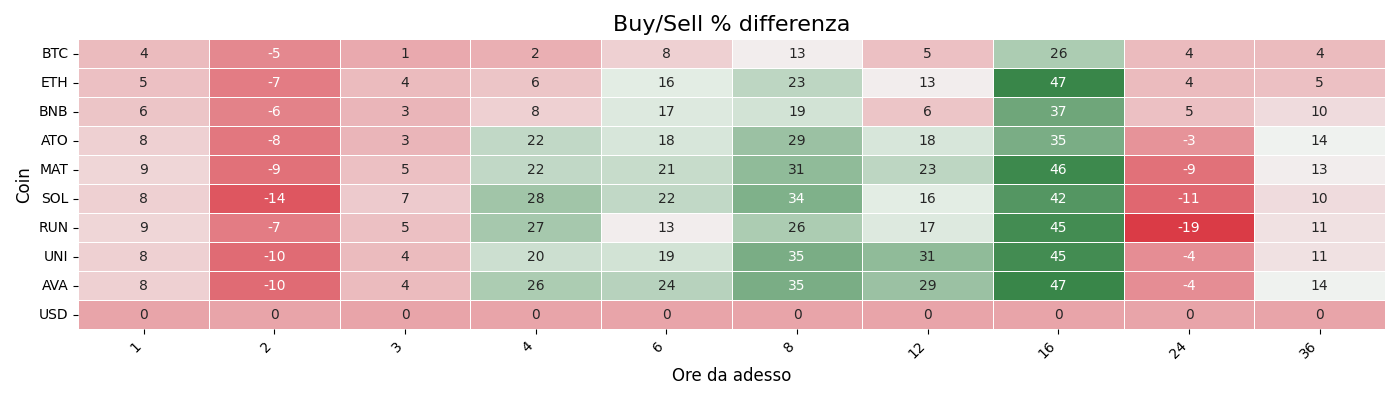 Buy/Sell % differenza
Coin
BTC 4 -5 1 2 8 13 5 26 4 4
ETH 5 -7 4 6 16 23 13 47 4 5
BNB 6 -6 3 8 17 19 6 37 5 10
ATO 8 -8 3 22 18 29 18 35 -3 14
MAT 9 -9 5 22 21 31 23 46 -9 13
SOL 8 -14 7 28 22 34 16 42 -11 10
RUN 9 -7 5 27 13 26 17 45 -19 11
UNI 8 -10 4 20 19 35 31 45 -4 11
AVA 8 -10 4 26 24 35 29 47 -4 14
USD 0 0 0 0 0 0 0 0 0 0
1 2 3 4 6 8 12 16 24 36
Ore da adesso